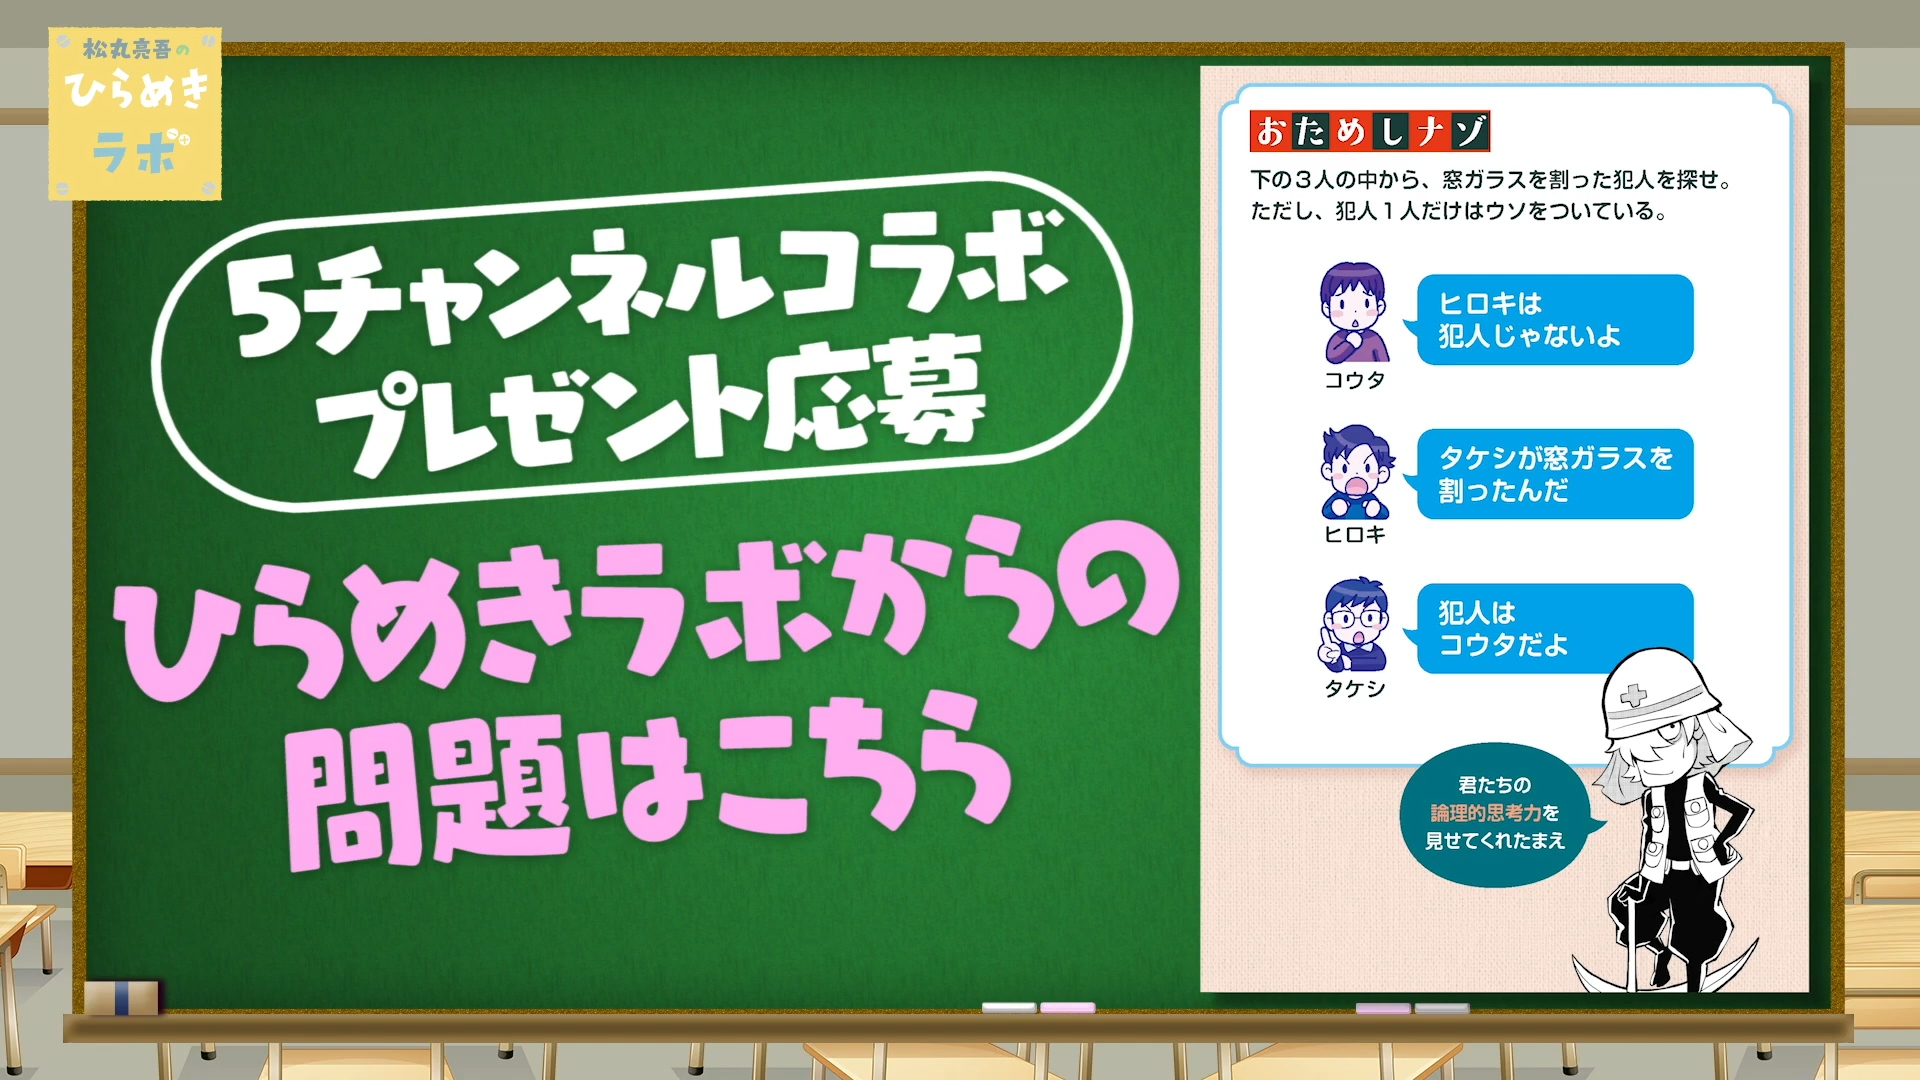 松丸亮吾の
ひらめき
ラボ
5チャンネルコラボ
プレゼント応募
ひらめきラボからの
問題はこちら
おためしナゾ
下の3人の中から、窓ガラスを割った犯人を探せ。
ただし、犯人1人だけはウソをついている。
ヒロキは
犯人じゃないよ
コウタ
タケシが窓ガラスを
割ったんだ
ヒロキ
犯人は
コウタだよ
タケシ
君たちの
論理的思考力を
見せてくれたまえ